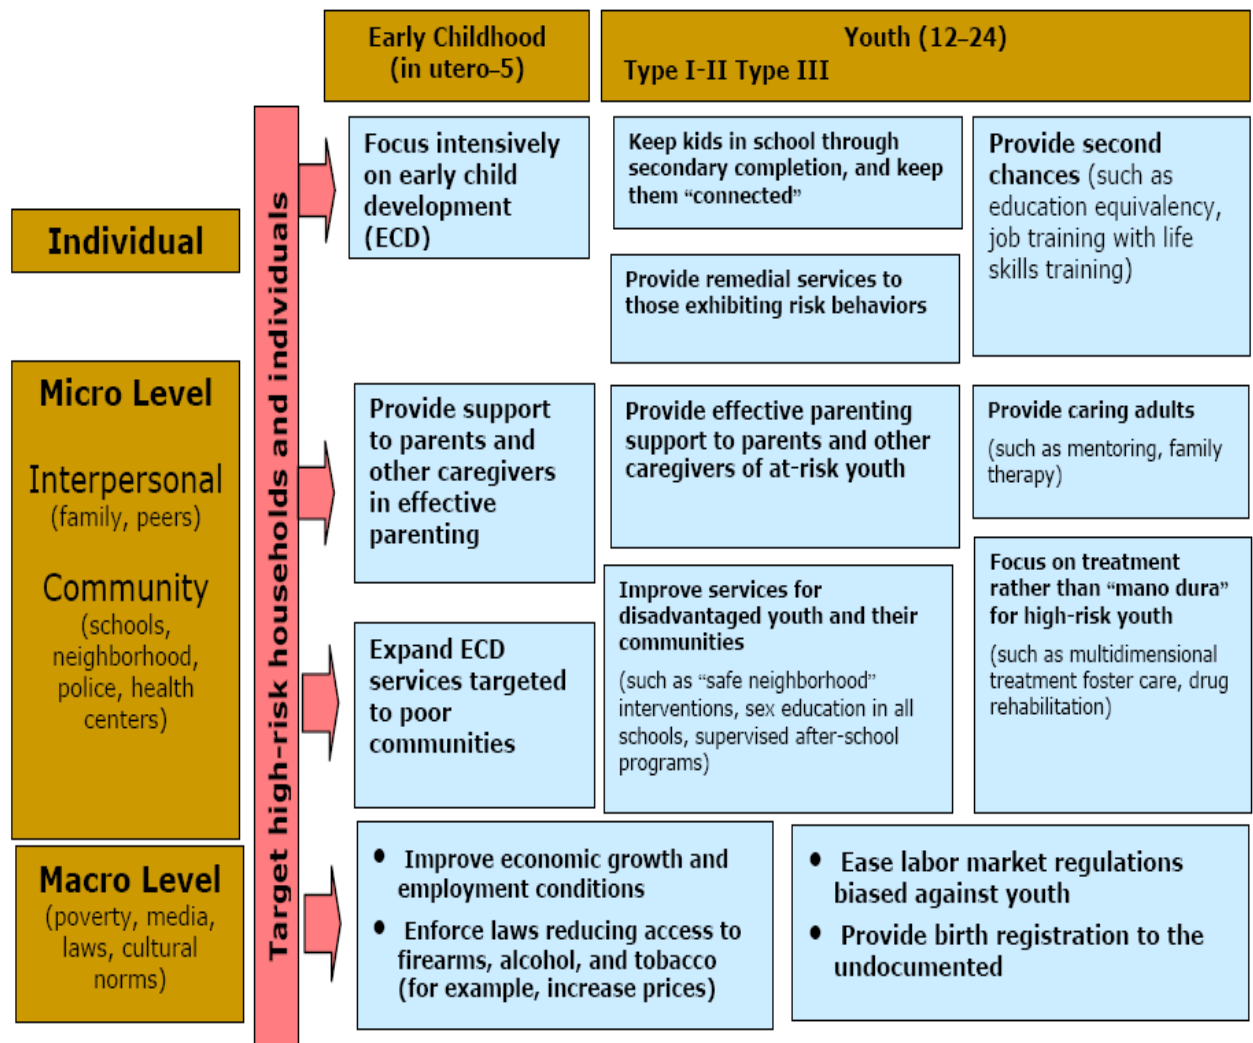 Early Childhood
(in utero–5)
Youth (12–24)
Type I-II Type III
Target high-risk households and individuals
Individual
Focus intensively
on early child
development
(ECD)
Keep kids in school through
secondary completion, and keep
them “connected”
Provide remedial services to
those exhibiting risk behaviors
Provide second
chances (such as
education equivalency,
job training with life
skills training)
Micro Level
Interpersonal
(family, peers)
Community
(schools,
neighborhood,
police, health
centers)
Provide support
to parents and
other caregivers
in effective
parenting
Provide effective parenting
support to parents and other
caregivers of at-risk youth
Provide caring adults
(such as mentoring, family
therapy)
Expand ECD
services targeted
to poor
communities
Improve services for
disadvantaged youth and their
communities
(such as “safe neighborhood”
interventions, sex education in all
schools, supervised after-school
programs)
Focus on treatment
rather than “mano dura”
for high-risk youth
(such as multidimensional
treatment foster care, drug
rehabilitation)
Macro Level
(poverty, media,
laws, cultural
norms)
• Improve economic growth and
employment conditions
• Enforce laws reducing access to
firearms, alcohol, and tobacco
(for example, increase prices)
• Ease labor market regulations
biased against youth
• Provide birth registration to the
undocumented